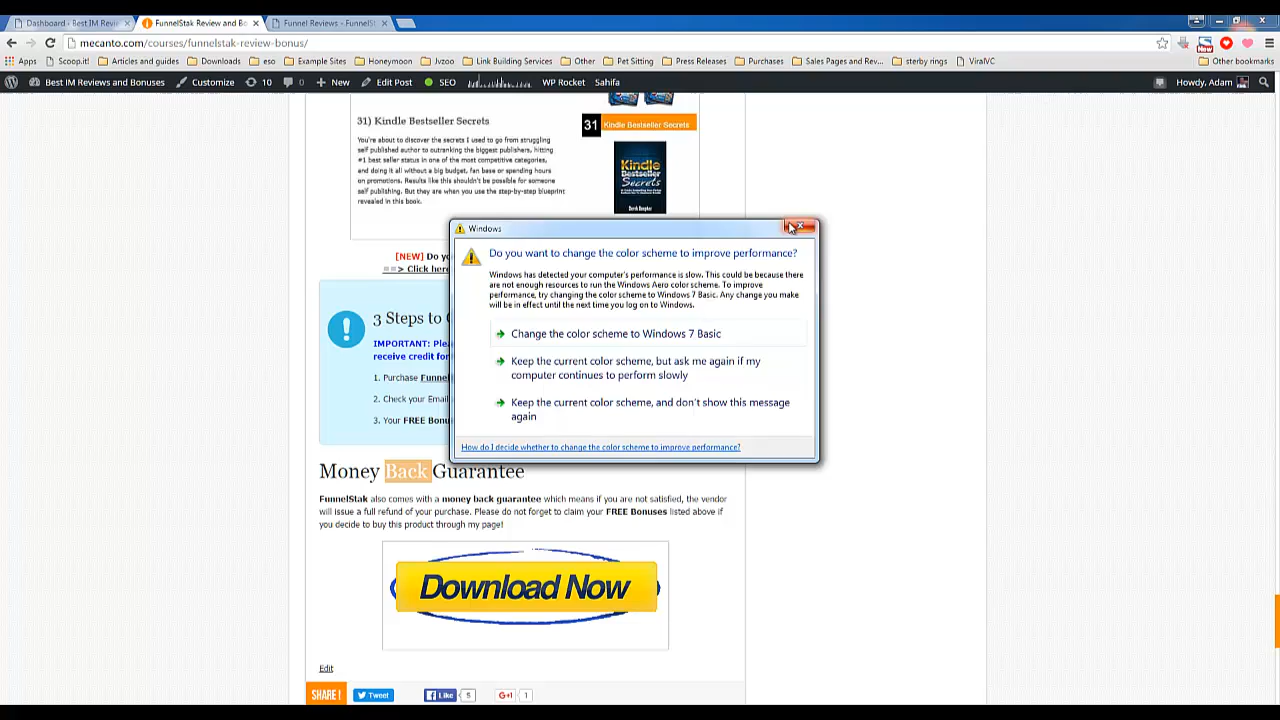 Dashboard - Best IM Revie
FunnelStak Review and Bo
Funnel Reviews - FunnelST
mecanto.com/courses/funnelstak-review-bonus/
Apps
Scoop.it!
Articles and guides
Downloads
eso
Example Sites
Honeymoon
Jvzoo
Link Building Services
Other
Pet Sitting
Press Releases
Purchases
Sales Pages and Rev...
sterby rings
ViralVC
Other bookmarks
Best IM Reviews and Bonuses
Customize
10
0
New
Edit Post
SEO
WP Rocket
Sahifa
Howdy, Adam
31) Kindle Bestseller Secrets
You're about to discover the secrets I used to go from struggling
self published author to outranking the biggest publishers, hitting
#1 best seller status in one of the most competitive categories,
and doing it all without a big budget, fan base or spending hours
on promotions. Results like this shouldn't be possible for someone
self publishing. But they are when you use the step-by-step blueprint
revealed in this book.
31 Kindle Bestseller Secrets
Kindle
Bestseller
Secrets
[NEW] Do yo
==> Click here
3 Steps to C
IMPORTANT: Plea
receive credit for
1. Purchase Funnel
2. Check your Email
3. Your FREE Bonu
Windows
Do you want to change the color scheme to improve performance?
Windows has detected your computer's performance is slow. This could be because there
are not enough resources to run the Windows Aero color scheme. To improve
performance, try changing the color scheme to Windows 7 Basic. Any change you make
will be in effect until the next time you log on to Windows.
Change the color scheme to Windows 7 Basic
Keep the current color scheme, but ask me again if my
computer continues to perform slowly
Keep the current color scheme, and don't show this message
again
How do I decide whether to change the color scheme to improve performance?
Money Back Guarantee
FunnelStak also comes with a money back guarantee which means if you are not satisfied, the vendor
will issue a full refund of your purchase. Please do not forget to claim your FREE Bonuses listed above if
you decide to buy this product through my page!
Download Now
Edit
SHARE !
Tweet
Like
5
G+1
1